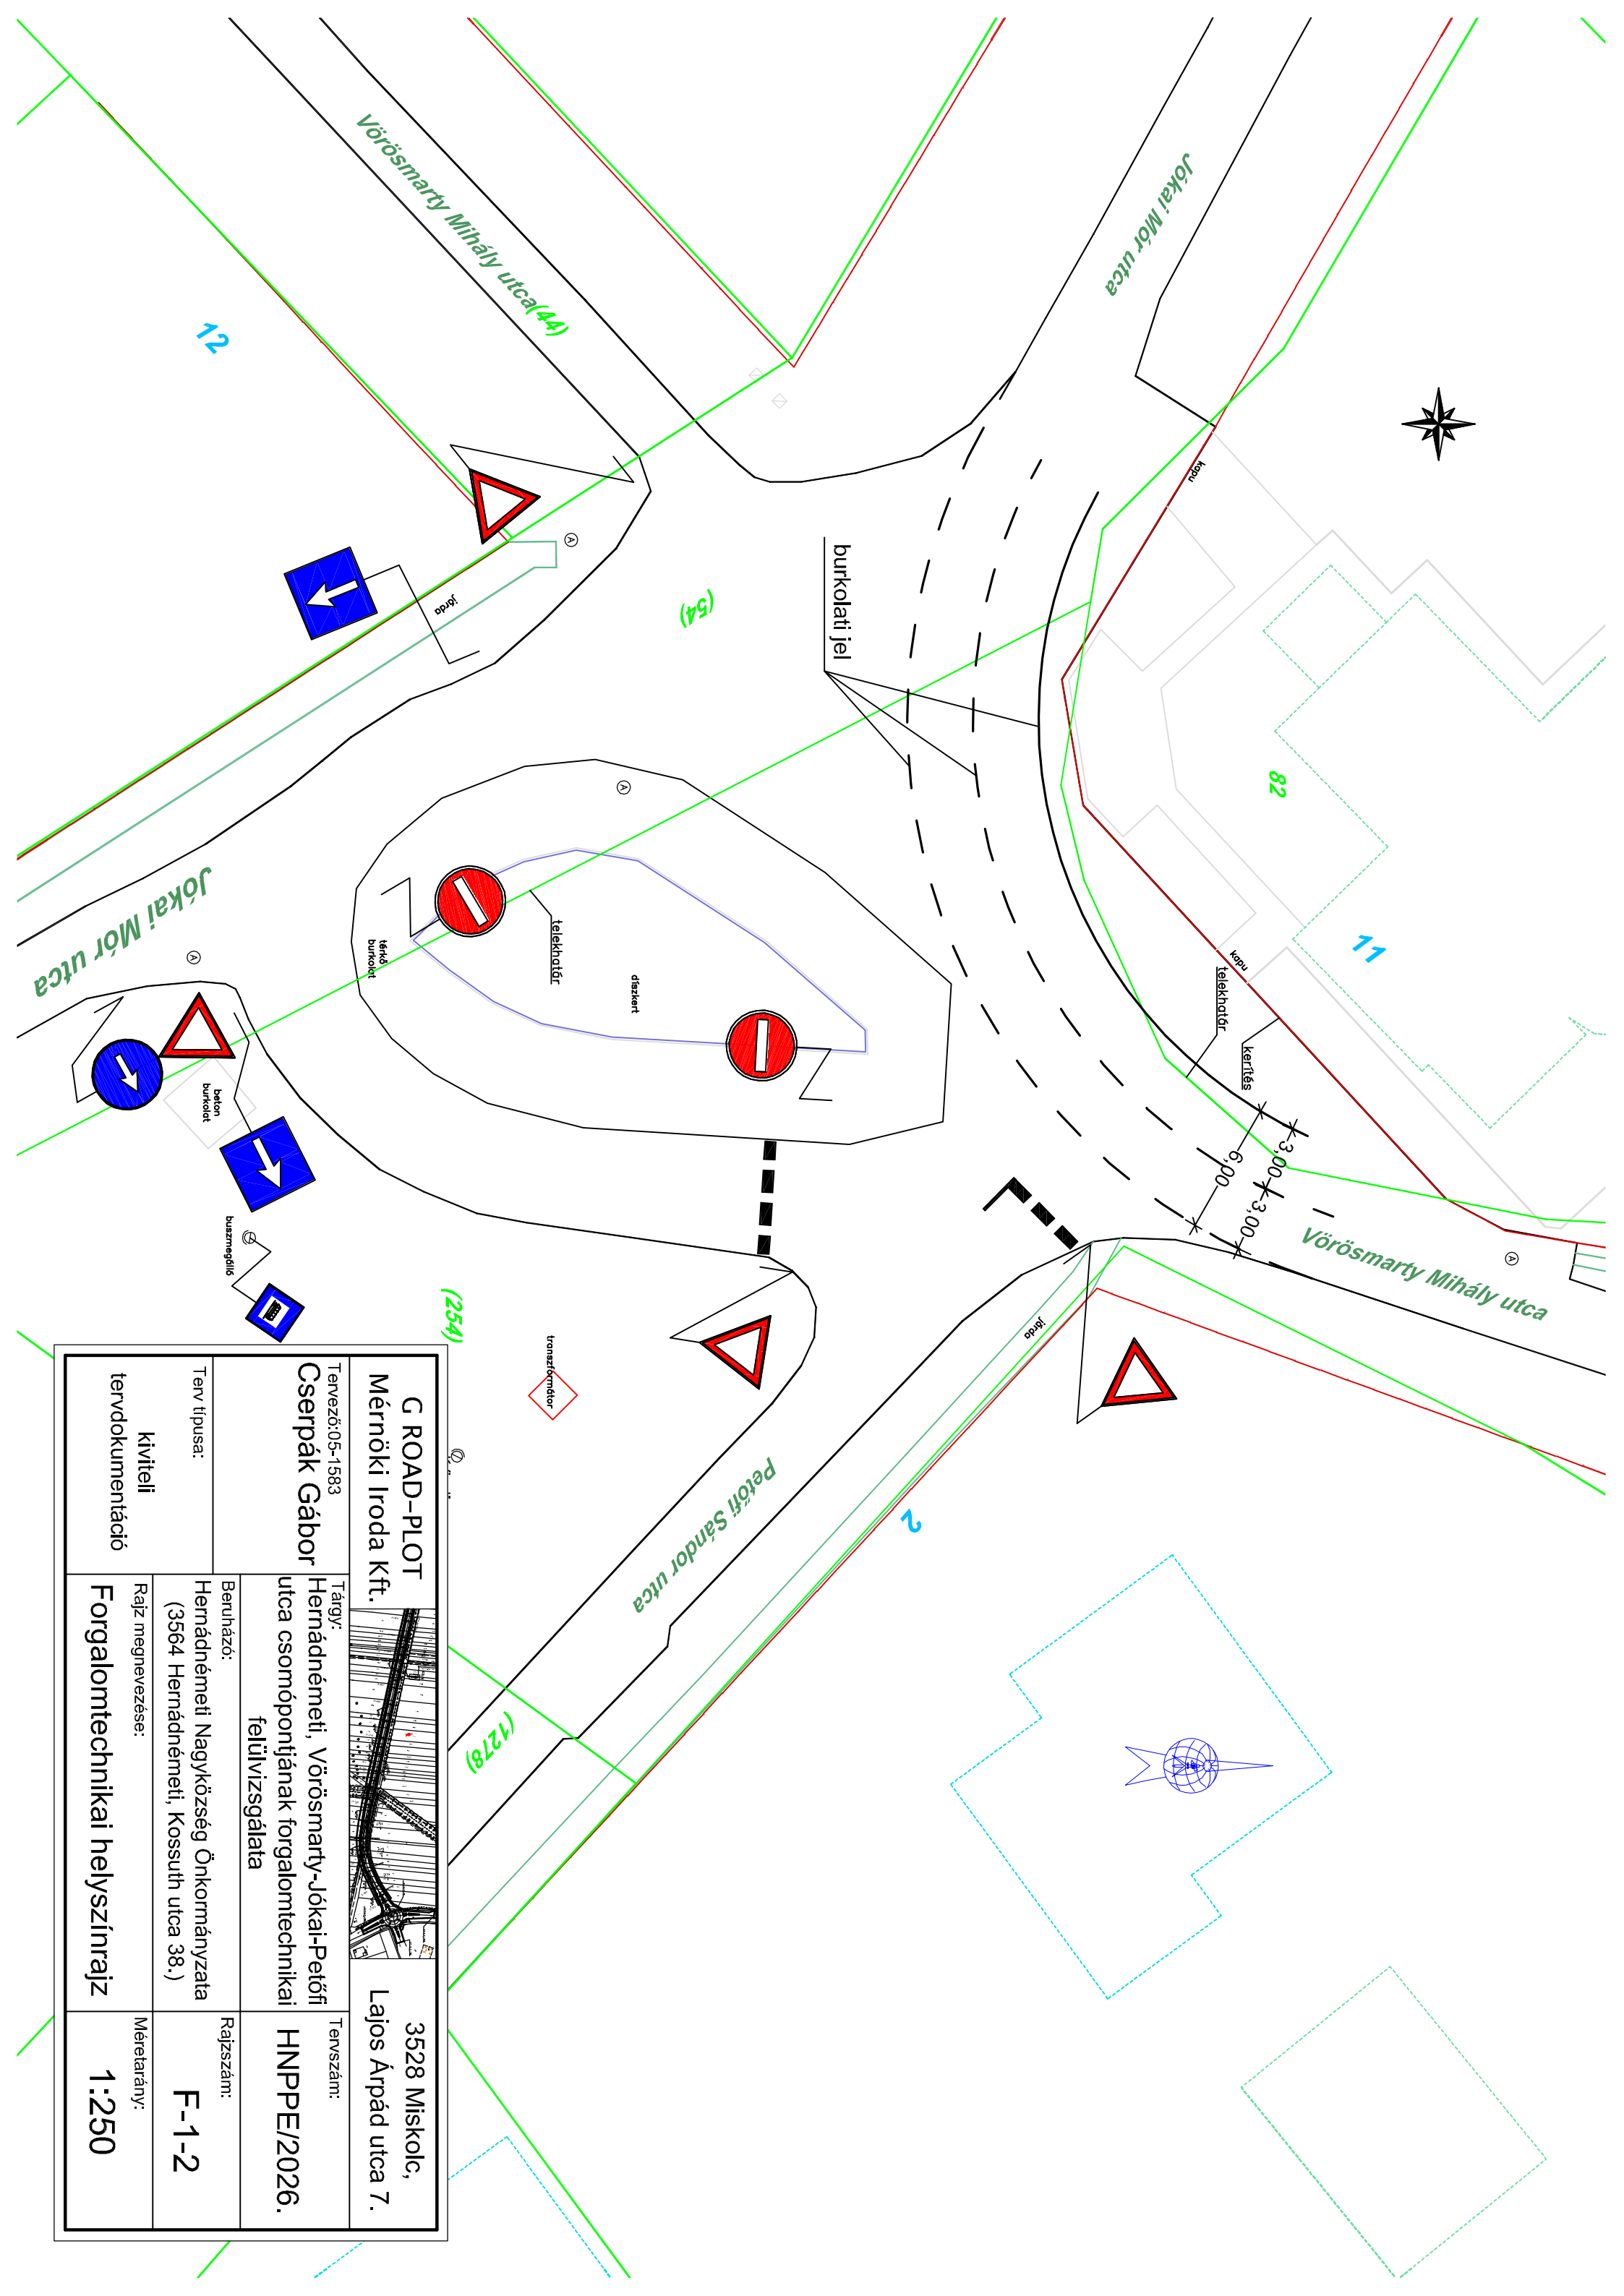 Vörösmarty Mihály utca
(44)
Jókai Mór utca
12
kapu
járda
(54)
burkolati jel
82
11
kapu
telekhatár
kerítés
telekhatár
térkő
burkolat
díszkert
Jókai Mór utca
beton
burkolat
6,00
3,00
3,00
Vörösmarty Mihály utca
buszmegálló
(254)
transzformátor
járda
2
Petőfi Sándor utca
(1278)
G ROAD-PLOT
Mérnöki Iroda Kft.
3528 Miskolc,
Lajos Árpád utca 7.
Tervező:05-1583
Cserpák Gábor
Tárgy:
Hernádnémeti, Vörösmarty-Jókai-Petőfi
utca csomópontjának forgalomtechnikai
felülvizsgálata
Tervszám:
HNPPE/2026.
Terv típusa:
kiviteli
tervdokumentáció
Beruházó:
Hernádnémeti Nagyközség Önkormányzata
(3564 Hernádnémeti, Kossuth utca 38.)
Rajzszám:
F-1-2
Rajz megnevezése:
Forgalomtechnikai helyszínrajz
Méretarány:
1:250
A
A
A
A